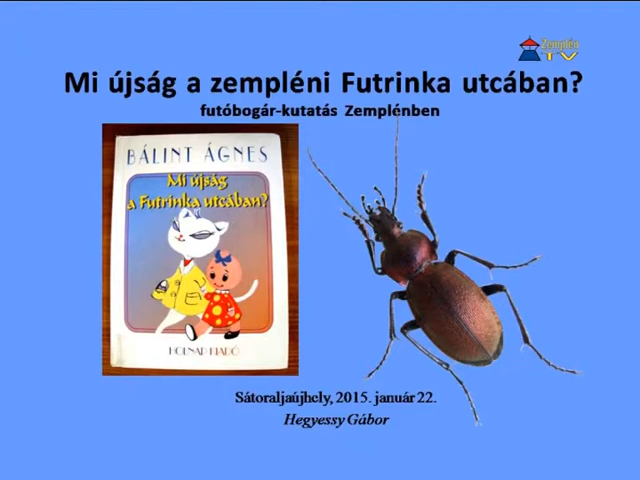 Zemplén
TV
Mi újság a zempléni Futrinka utcában?
futóbogár-kutatás Zemplénben
BÁLINT ÁGNES
Mi újság
a Futrinka utcában?
HOLNAP KIADÓ
Sátoraljaújhely, 2015. január 22.
Hegyessy Gábor